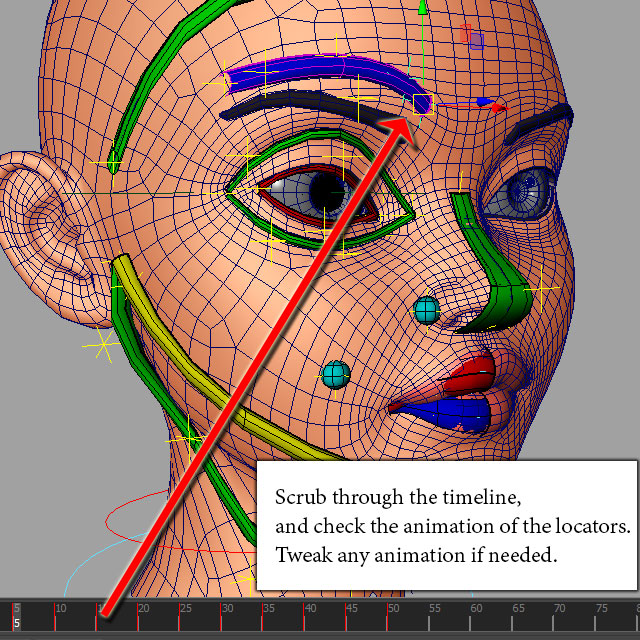 Scrub through the timeline,
and check the animation of the locators.
Tweak any animation if needed.
5 10 15 20 25 30 35 40 45 50 55 60 65 70 75
5